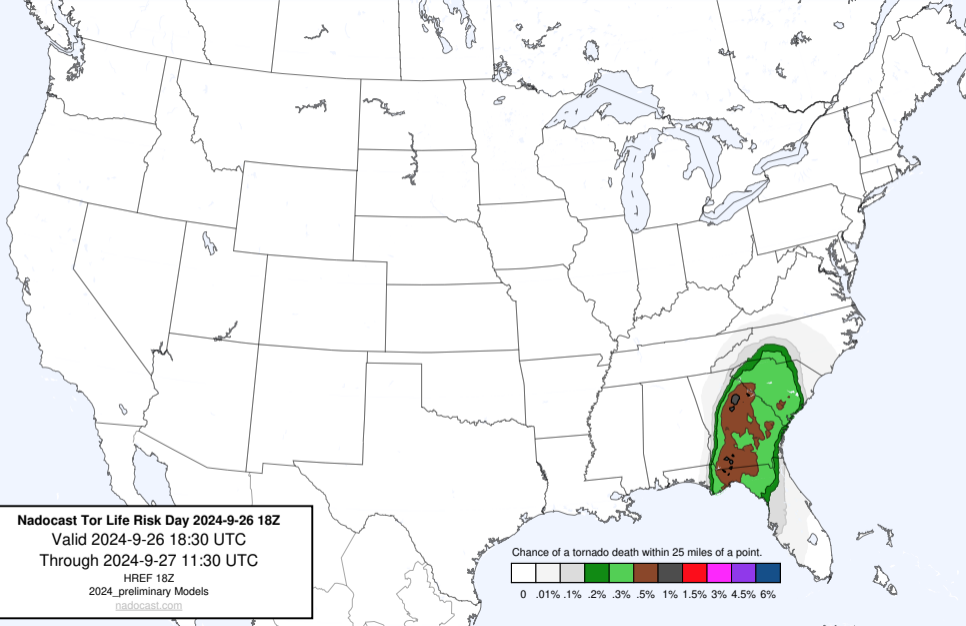 Nadocast Tor Life Risk Day 2024-9-26 18Z
Valid 2024-9-26 18:30 UTC
Through 2024-9-27 11:30 UTC
HREF 18Z
2024_preliminary Models
nadocast.com
Chance of a tornado death within 25 miles of a point.
0 .01% .1% .2% .3% .5% 1% 1.5% 3% 4.5% 6%